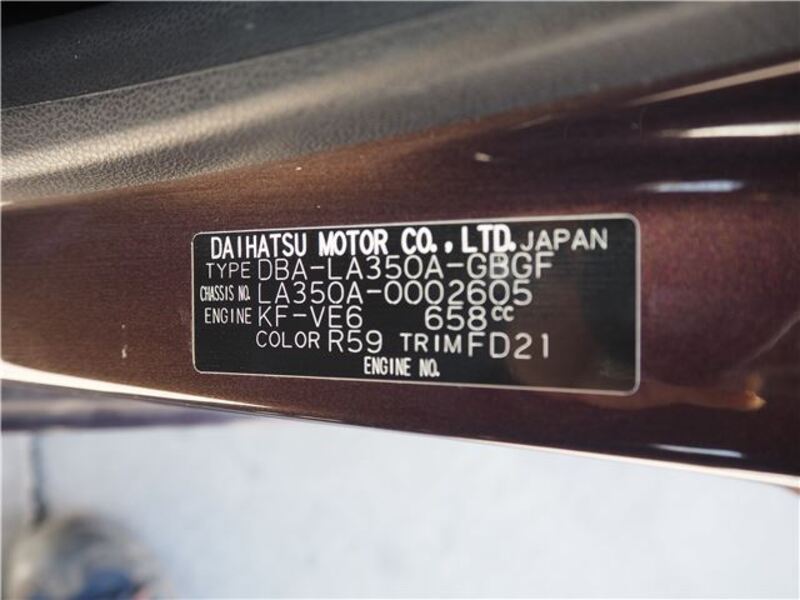 DAIHATSU MOTOR CO., LTD. JAPAN
TYPE DBA-LA350A-GBGF
CHASSIS NO. LA350A-0002605
ENGINE KF-VE6 658cc
COLOR R59 TRIM FD21
ENGINE NO.